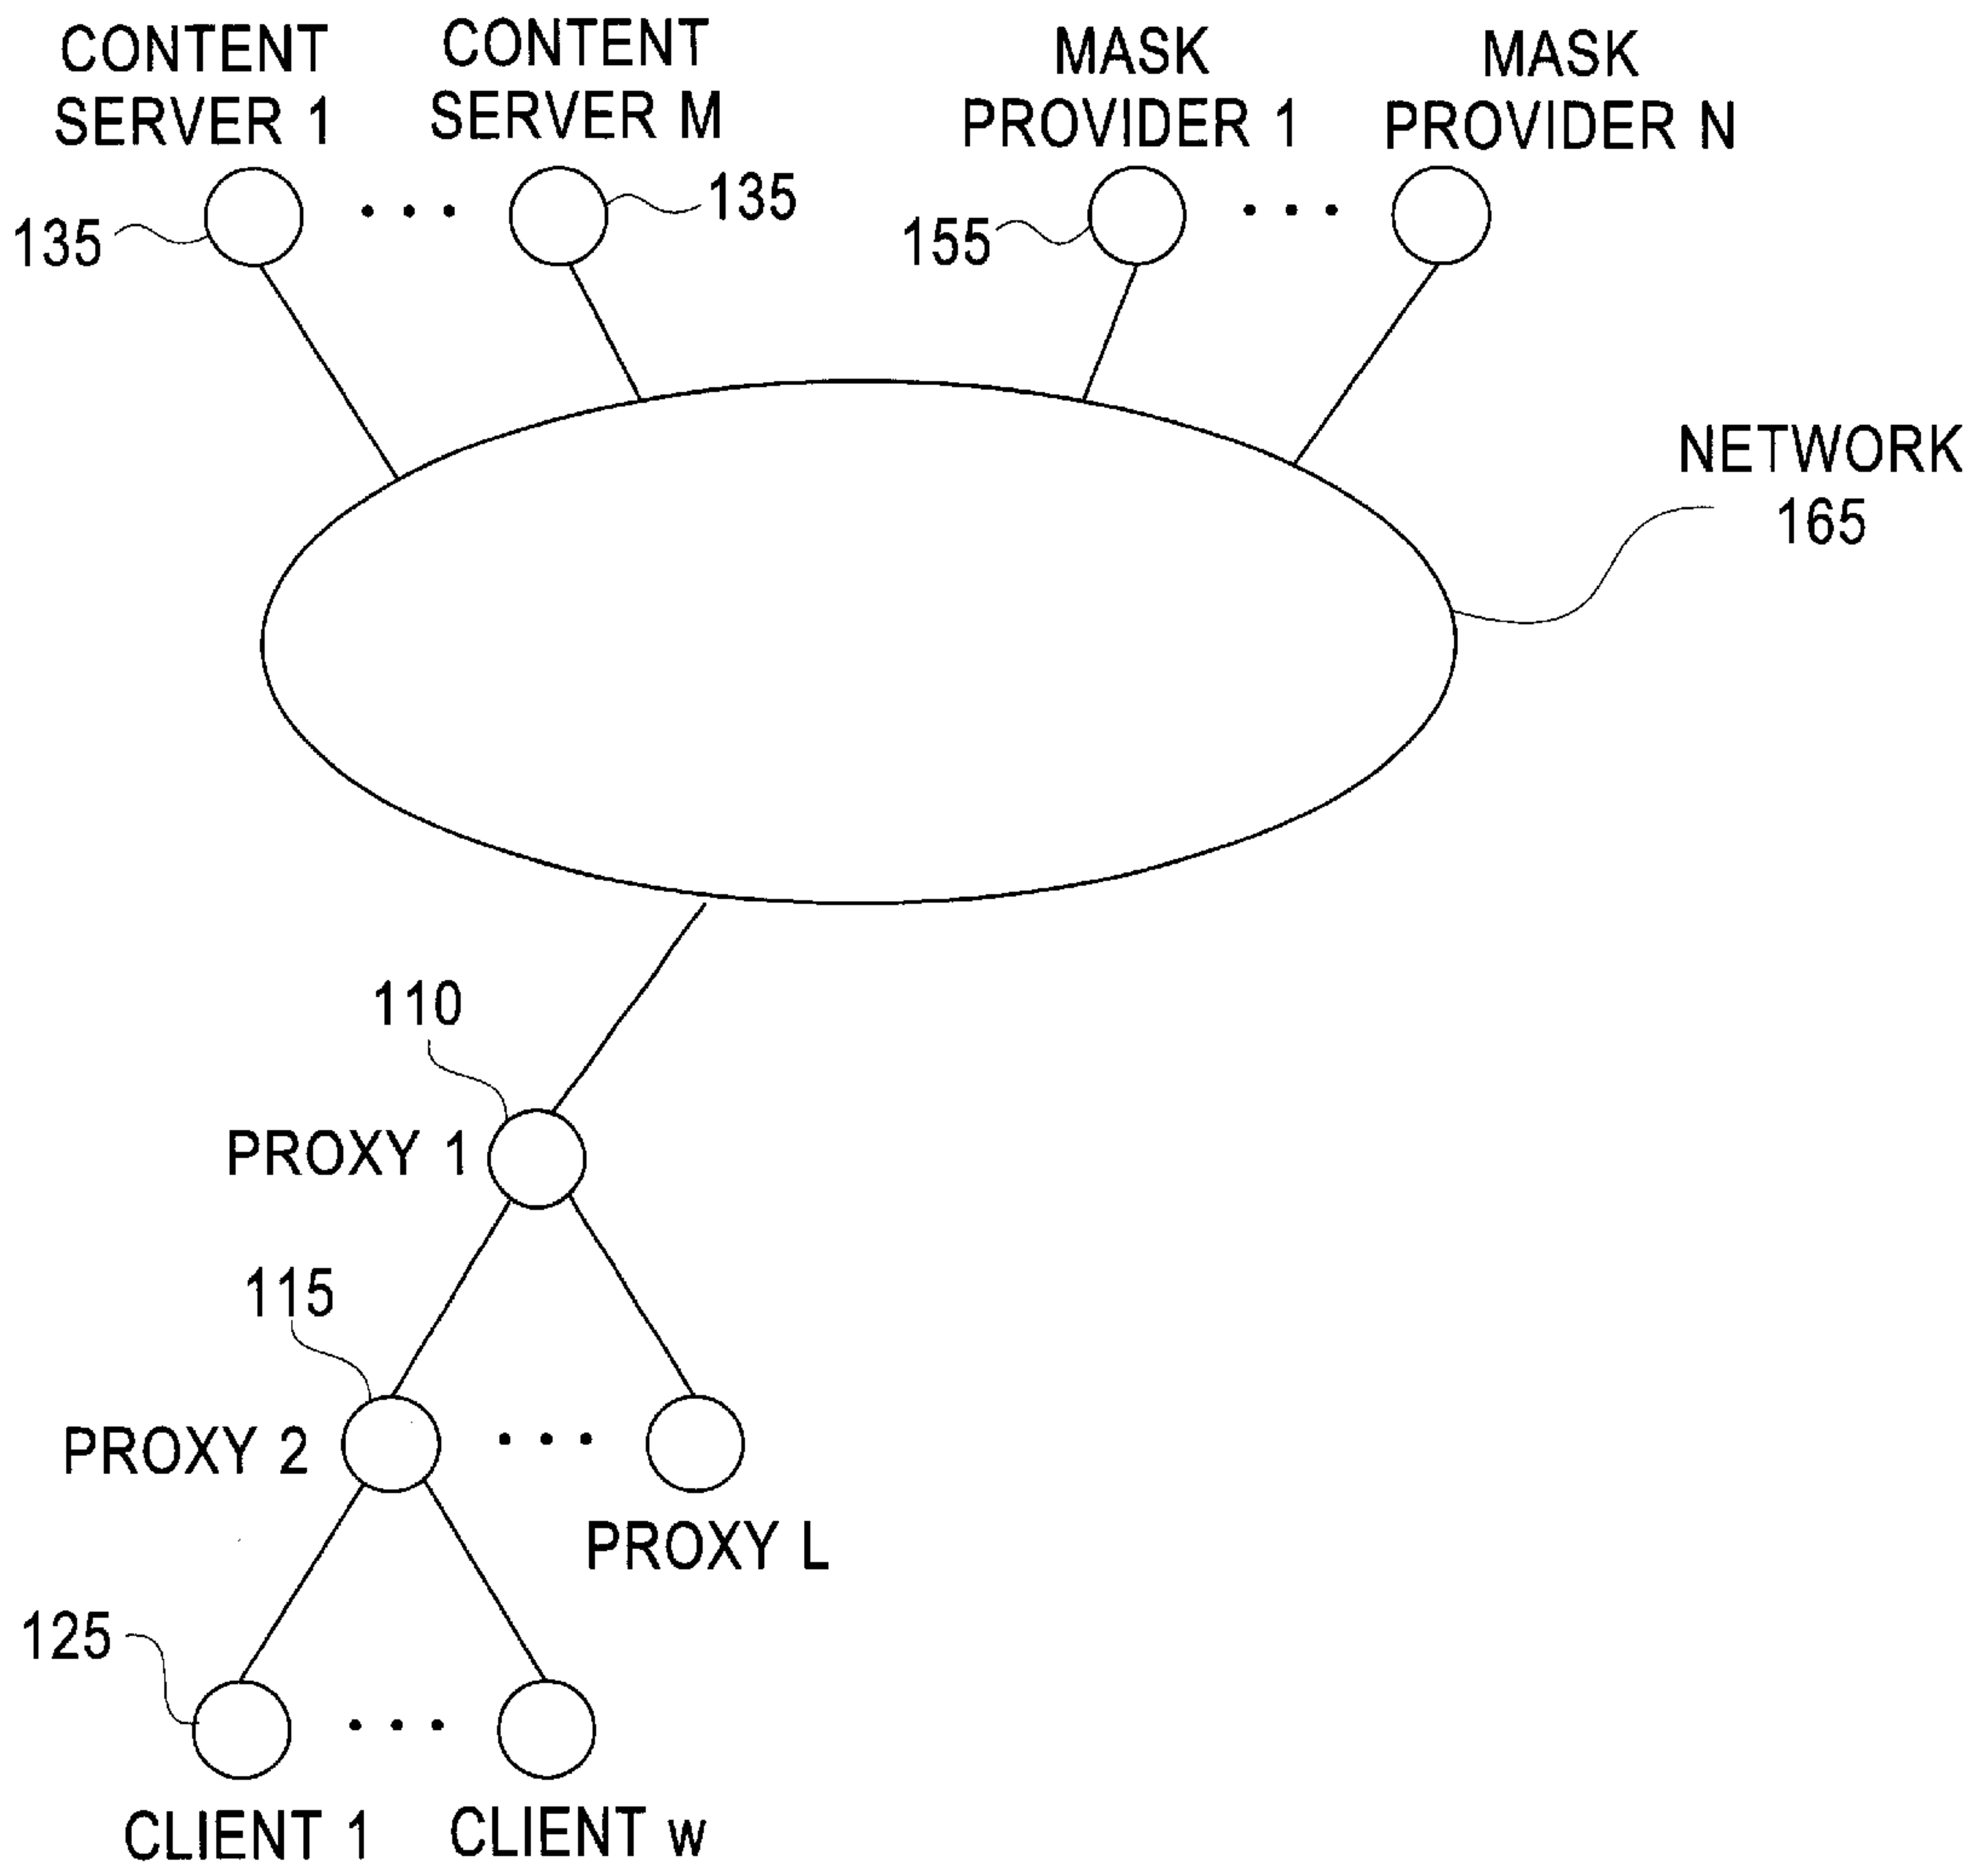 CONTENT
SERVER 1
CONTENT
SERVER M
MASK
PROVIDER 1
MASK
PROVIDER N
135
135
155
NETWORK
165
110
PROXY 1
115
PROXY 2
PROXY L
125
CLIENT 1
CLIENT w